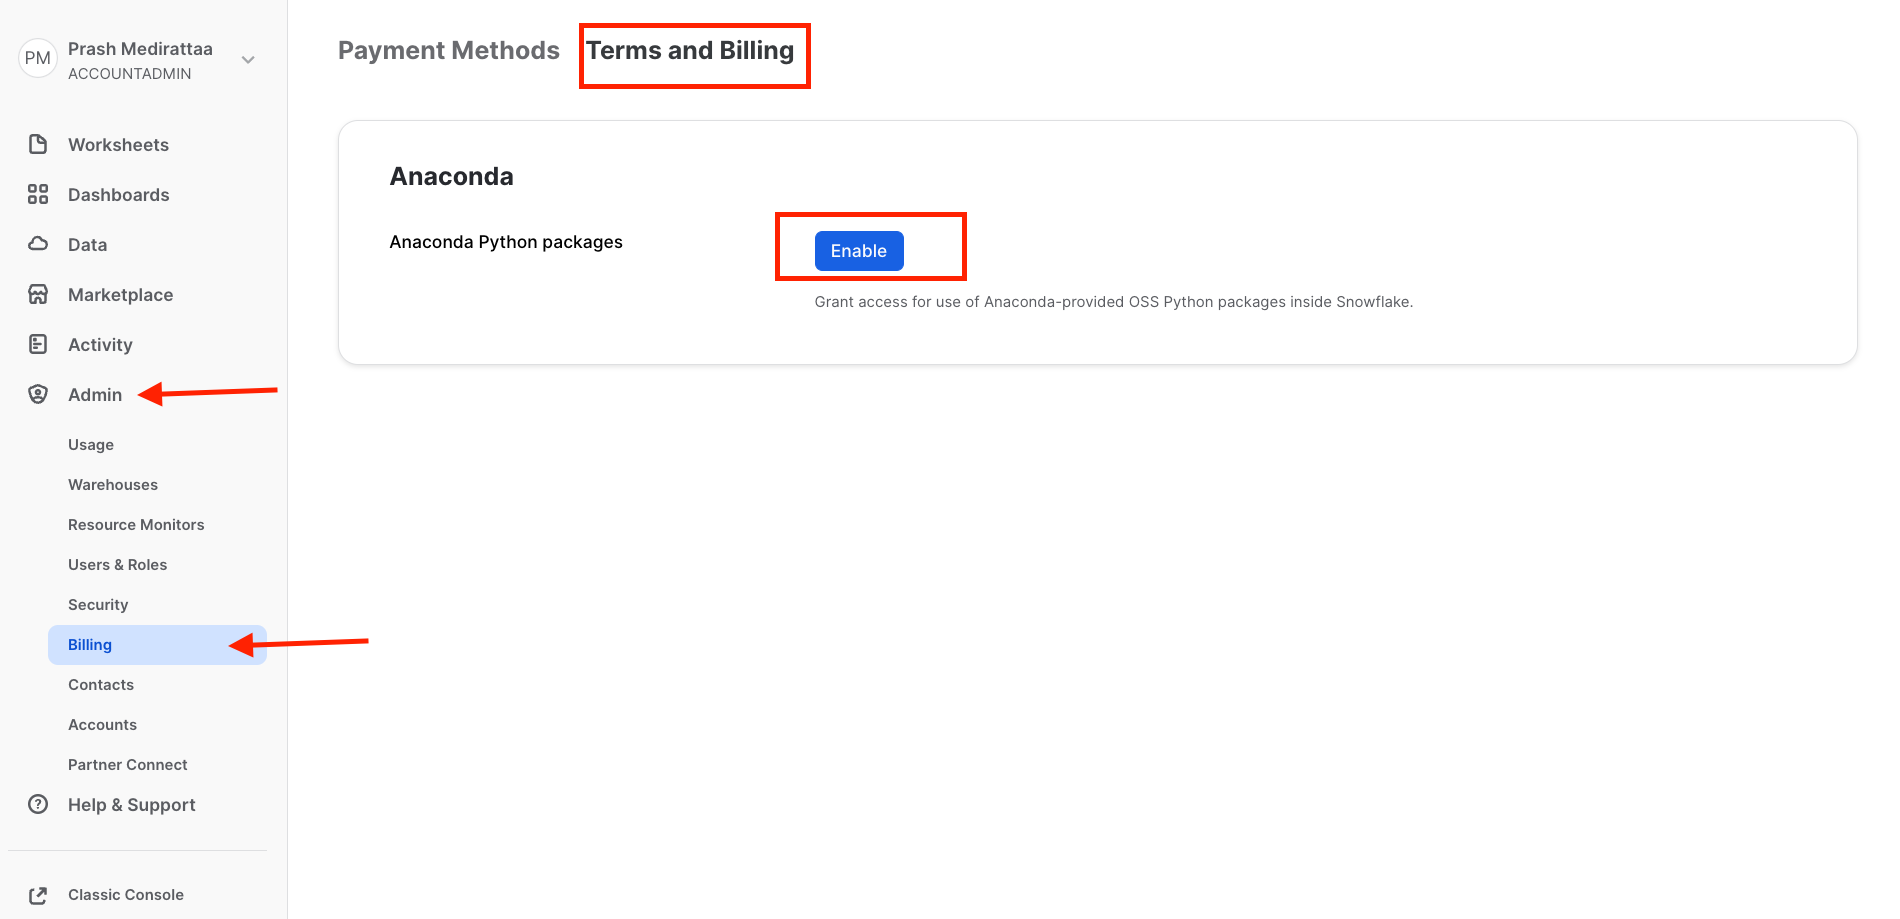 PM
Prash Medirattaa
ACCOUNTADMIN
Worksheets
Dashboards
Data
Marketplace
Activity
Admin
Usage
Warehouses
Resource Monitors
Users & Roles
Security
Billing
Contacts
Accounts
Partner Connect
Help & Support
Classic Console
Payment Methods Terms and Billing
Anaconda
Anaconda Python packages
Enable
Grant access for use of Anaconda-provided OSS Python packages inside Snowflake.